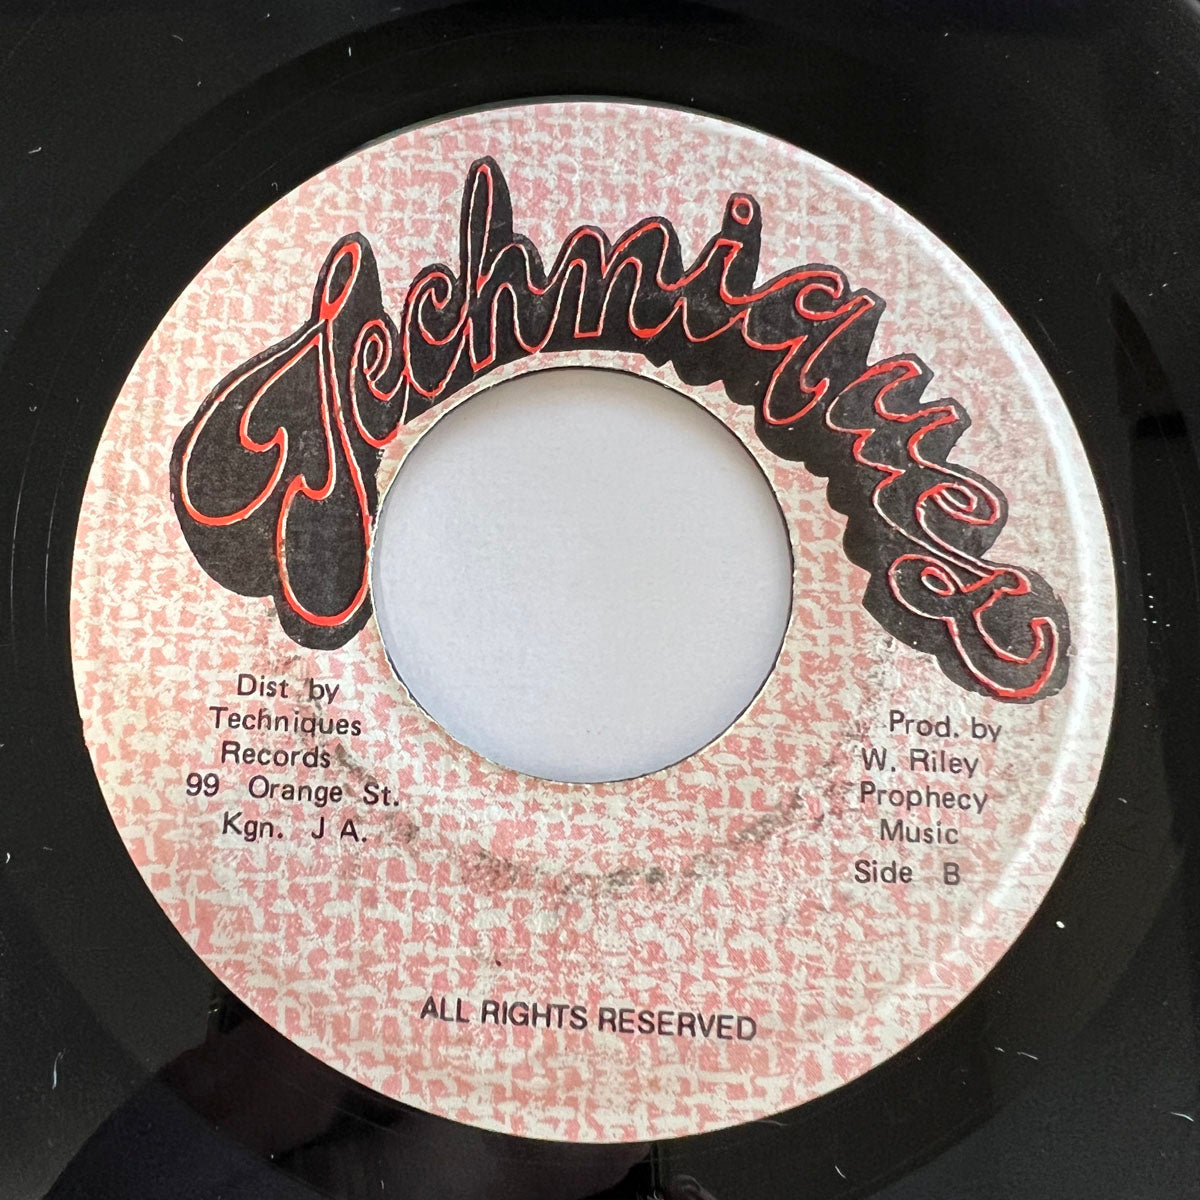 Techniques
Dist by
Techniques
Records
99 Orange St.
Kgn. J A.
Prod. by
W. Riley
Prophecy
Music
Side B
ALL RIGHTS RESERVED